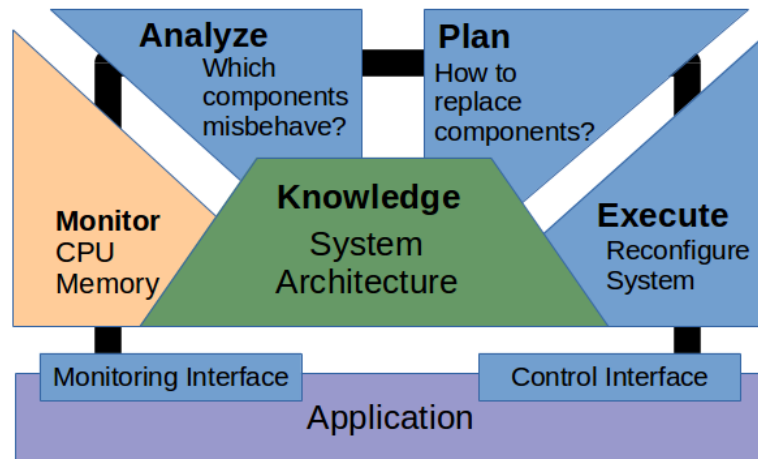 Analyze
Which
components
misbehave?
Plan
How to
replace
components?
Monitor
CPU
Memory
Knowledge
System
Architecture
Execute
Reconfigure
System
Monitoring Interface
Control Interface
Application